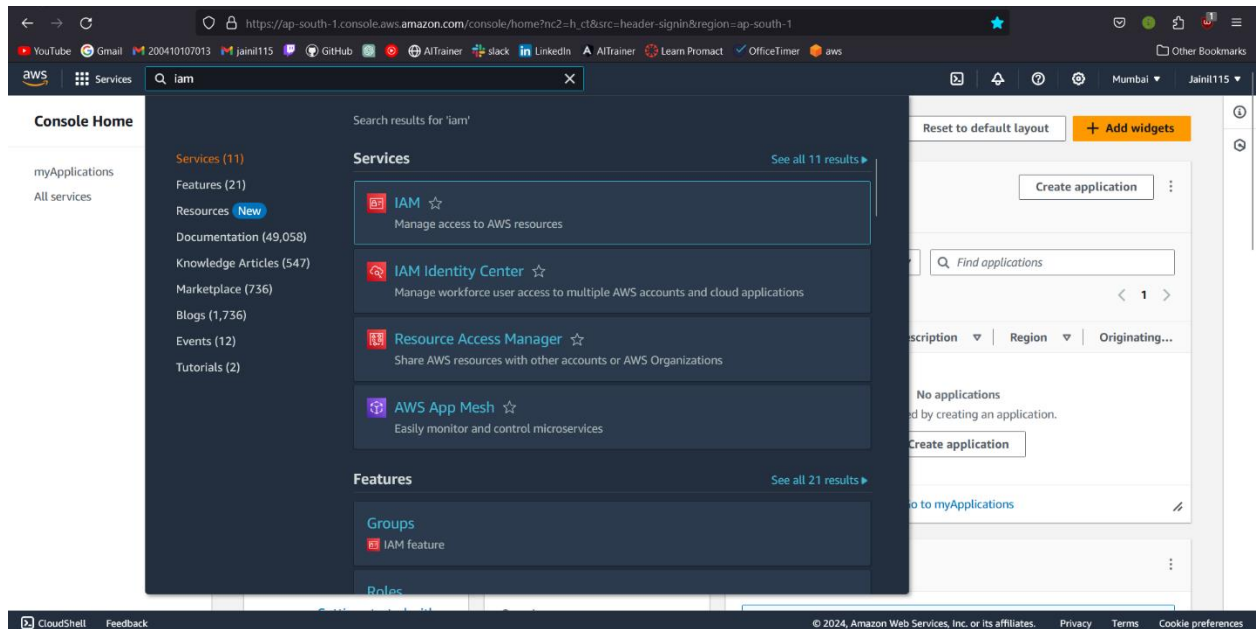 https://ap-south-1.console.aws.amazon.com/console/home?nc2=h_ct&src=header-signin&region=ap-south-1
YouTube Gmail 200410107013 jainil115 GitHub AITrainer slack LinkedIn AITrainer Learn Promact OfficeTimer aws Other Bookmarks
aws Services iam Mumbai Jainil115
Console Home
myApplications
All services
Search results for 'iam'
Services (11)
Features (21)
Resources New
Documentation (49,058)
Knowledge Articles (547)
Marketplace (736)
Blogs (1,736)
Events (12)
Tutorials (2)
Services See all 11 results
IAM
Manage access to AWS resources
IAM Identity Center
Manage workforce user access to multiple AWS accounts and cloud applications
Resource Access Manager
Share AWS resources with other accounts or AWS Organizations
AWS App Mesh
Easily monitor and control microservices
Features See all 21 results
Groups
IAM feature
Roles
Reset to default layout + Add widgets
Create application
Find applications
1
Region Originating...
No applications
by creating an application.
Create application
to myApplications
CloudShell Feedback © 2024, Amazon Web Services, Inc. or its affiliates. Privacy Terms Cookie preferences